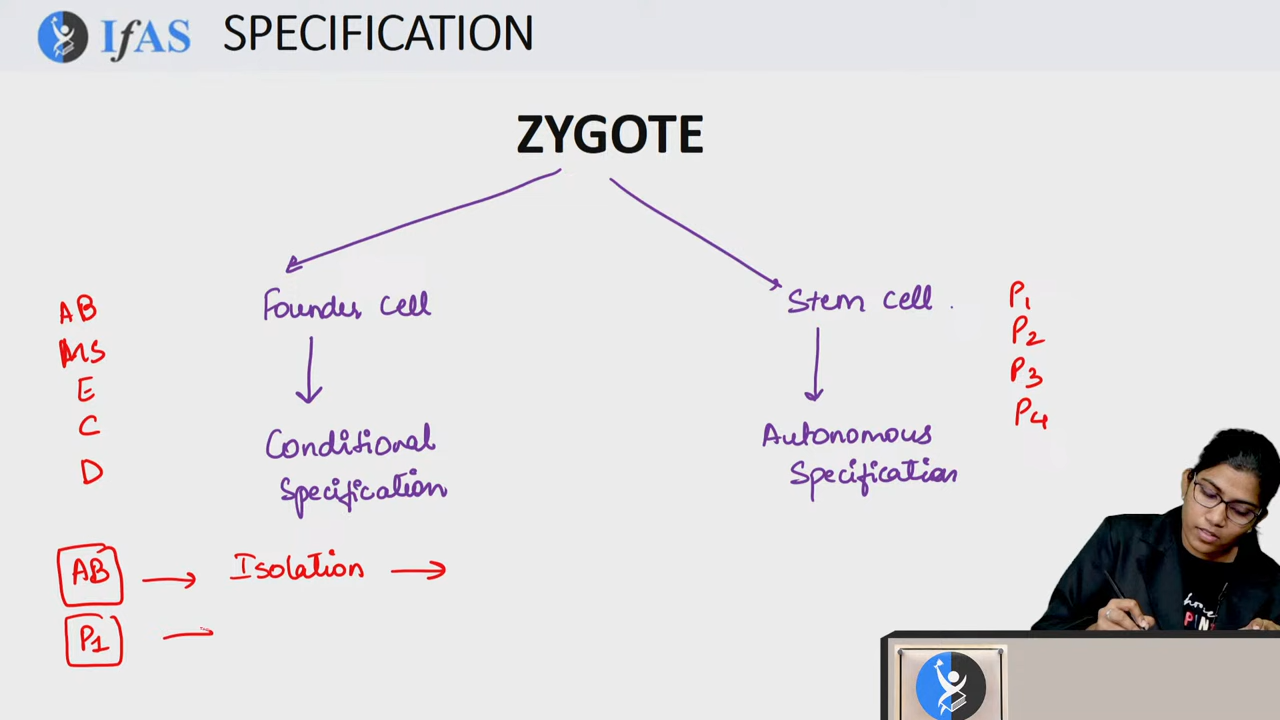 IfAS SPECIFICATION
ZYGOTE
Founder cell
Stem cell.
AB
MS
E
C
D
P1
P2
P3
P4
Conditional
Specification
Autonomous
Specification
AB → Isolation →
P1 —